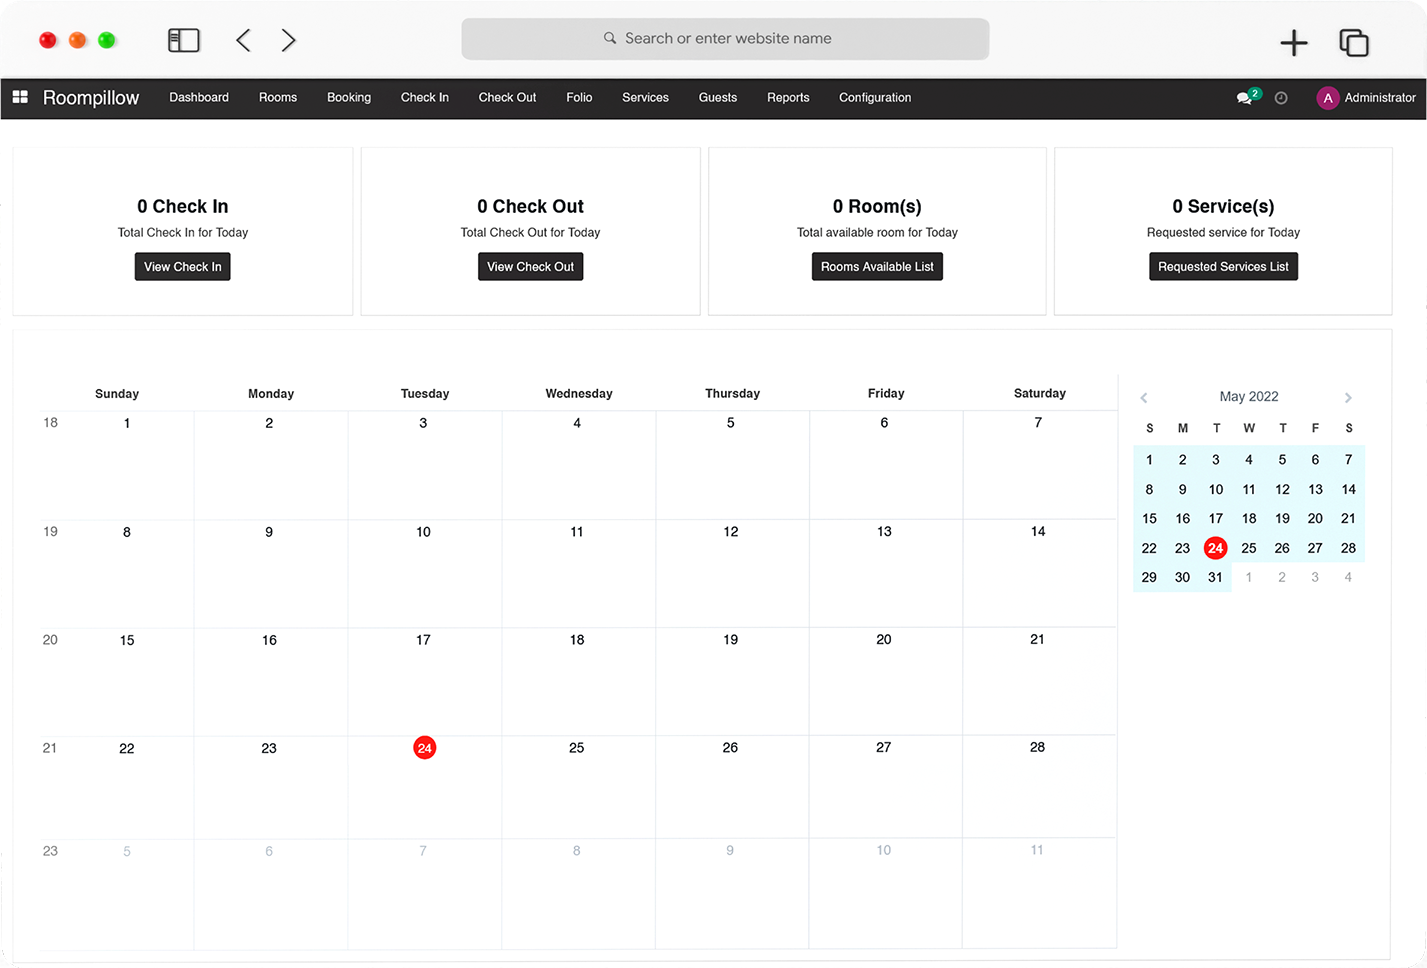 Search or enter website name
Roompillow Dashboard Rooms Booking Check In Check Out Folio Services Guests Reports Configuration 2 A Administrator
0 Check In
Total Check In for Today
View Check In
0 Check Out
Total Check Out for Today
View Check Out
0 Room(s)
Total available room for Today
Rooms Available List
0 Service(s)
Requested service for Today
Requested Services List
Sunday Monday Tuesday Wednesday Thursday Friday Saturday
18 1 2 3 4 5 6 7
19 8 9 10 11 12 13 14
20 15 16 17 18 19 20 21
21 22 23 24 25 26 27 28
23 5 6 7 8 9 10 11
May 2022
S M T W T F S
1 2 3 4 5 6 7
8 9 10 11 12 13 14
15 16 17 18 19 20 21
22 23 24 25 26 27 28
29 30 31 1 2 3 4